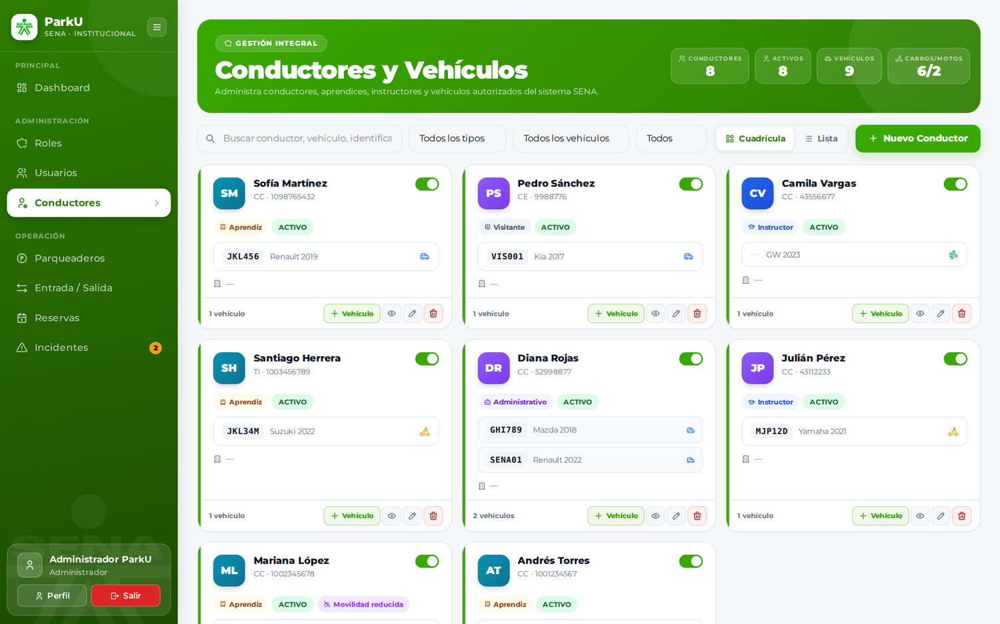 SENA
ParkU
SENA · INSTITUCIONAL
PRINCIPAL
Dashboard
ADMINISTRACIÓN
Roles
Usuarios
Conductores
OPERACIÓN
Parqueaderos
Entrada / Salida
Reservas
Incidentes
2
SENA
Administrador ParkU
Administrador
Perfil
Salir
GESTIÓN INTEGRAL
Conductores y Vehículos
Administra conductores, aprendices, instructores y vehículos autorizados del sistema SENA.
CONDUCTORES
8
ACTIVOS
8
VEHÍCULOS
9
CARROS/MOTOS
6/2
Buscar conductor, vehículo, identifica
Todos los tipos
Todos los vehículos
Todos
Cuadrícula
Lista
+ Nuevo Conductor
SM
Sofía Martínez
CC · 1098765432
Aprendiz
ACTIVO
JKL456 Renault 2019
—
1 vehículo
+ Vehículo
PS
Pedro Sánchez
CE · 9988776
Visitante
ACTIVO
VIS001 Kia 2017
—
1 vehículo
+ Vehículo
CV
Camila Vargas
CC · 43556677
Instructor
ACTIVO
GW 2023
—
1 vehículo
+ Vehículo
SH
Santiago Herrera
TI · 1003456789
Aprendiz
ACTIVO
JKL34M Suzuki 2022
—
1 vehículo
+ Vehículo
DR
Diana Rojas
CC · 52998877
Administrativo
ACTIVO
GHI789 Mazda 2018
SENA01 Renault 2022
—
2 vehículos
+ Vehículo
JP
Julián Pérez
CC · 43112233
Instructor
ACTIVO
MJP12D Yamaha 2021
—
1 vehículo
+ Vehículo
ML
Mariana López
CC · 1002345678
Aprendiz
ACTIVO
Movilidad reducida
AT
Andrés Torres
CC · 1001234567
Aprendiz
ACTIVO